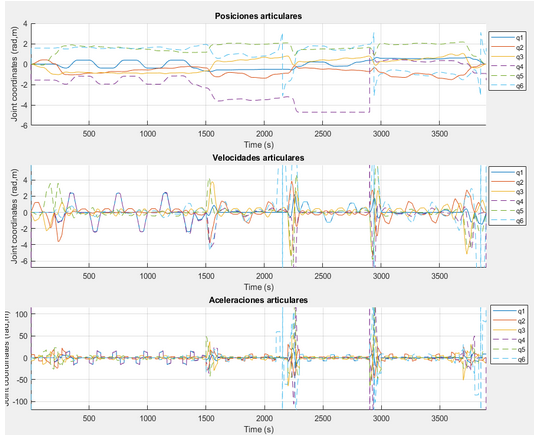 Posiciones articulares
Joint coordinates (rad,m)
4
2
0
-2
-4
-6
500
1000
1500
2000
2500
3000
3500
Time (s)
q1
q2
q3
q4
q5
q6
Velocidades articulares
Joint coordinates (rad,m)
4
2
0
-2
-4
-6
500
1000
1500
2000
2500
3000
3500
Time (s)
q1
q2
q3
q4
q5
q6
Aceleraciones articulares
Joint coordinates (rad,m)
100
50
0
-50
-100
500
1000
1500
2000
2500
3000
3500
Time (s)
q1
q2
q3
q4
q5
q6